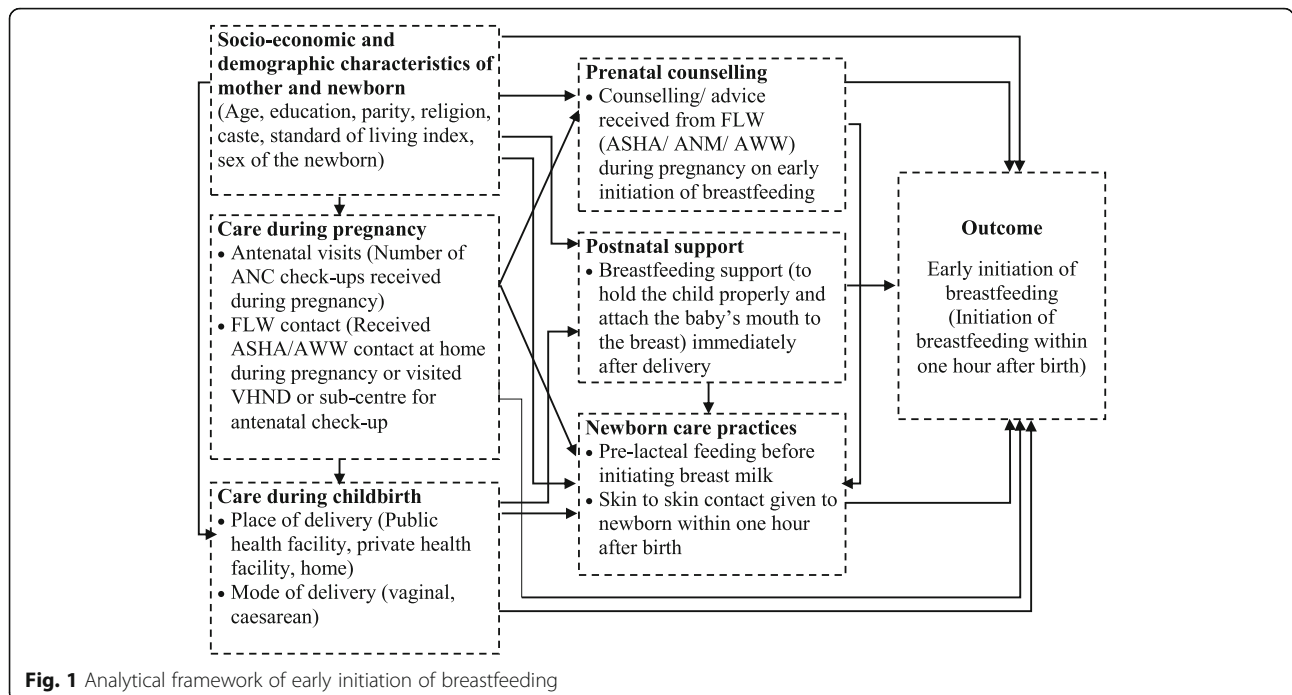 Socio-economic and
demographic characteristics of
mother and newborn
(Age, education, parity, religion,
caste, standard of living index,
sex of the newborn)
Care during pregnancy
• Antenatal visits (Number of
ANC check-ups received
during pregnancy)
• FLW contact (Received
ASHA/AWW contact at home
during pregnancy or visited
VHND or sub-centre for
antenatal check-up
Care during childbirth
• Place of delivery (Public
health facility, private health
facility, home)
• Mode of delivery (vaginal,
caesarean)
Prenatal counselling
• Counselling/ advice
received from FLW
(ASHA/ ANM/ AWW)
during pregnancy on early
initiation of breastfeeding
Postnatal support
• Breastfeeding support (to
hold the child properly and
attach the baby's mouth to
the breast) immediately
after delivery
Newborn care practices
• Pre-lacteal feeding before
initiating breast milk
• Skin to skin contact given to
newborn within one hour
after birth
Outcome
Early initiation of
breastfeeding
(Initiation of
breastfeeding within
one hour after birth)
Fig. 1 Analytical framework of early initiation of breastfeeding